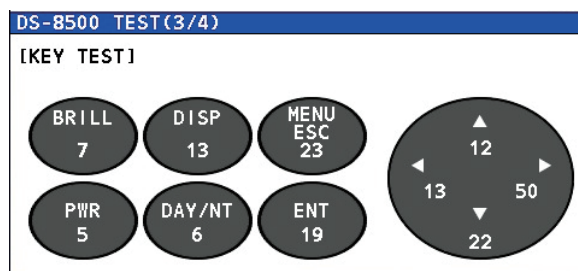 DS-8500 TEST(3/4)
[KEY TEST]
BRILL
7
DISP
13
MENU
ESC
23
PWR
5
DAY/NT
6
ENT
19
▲
12
◀ ▶
13 50
▼
22